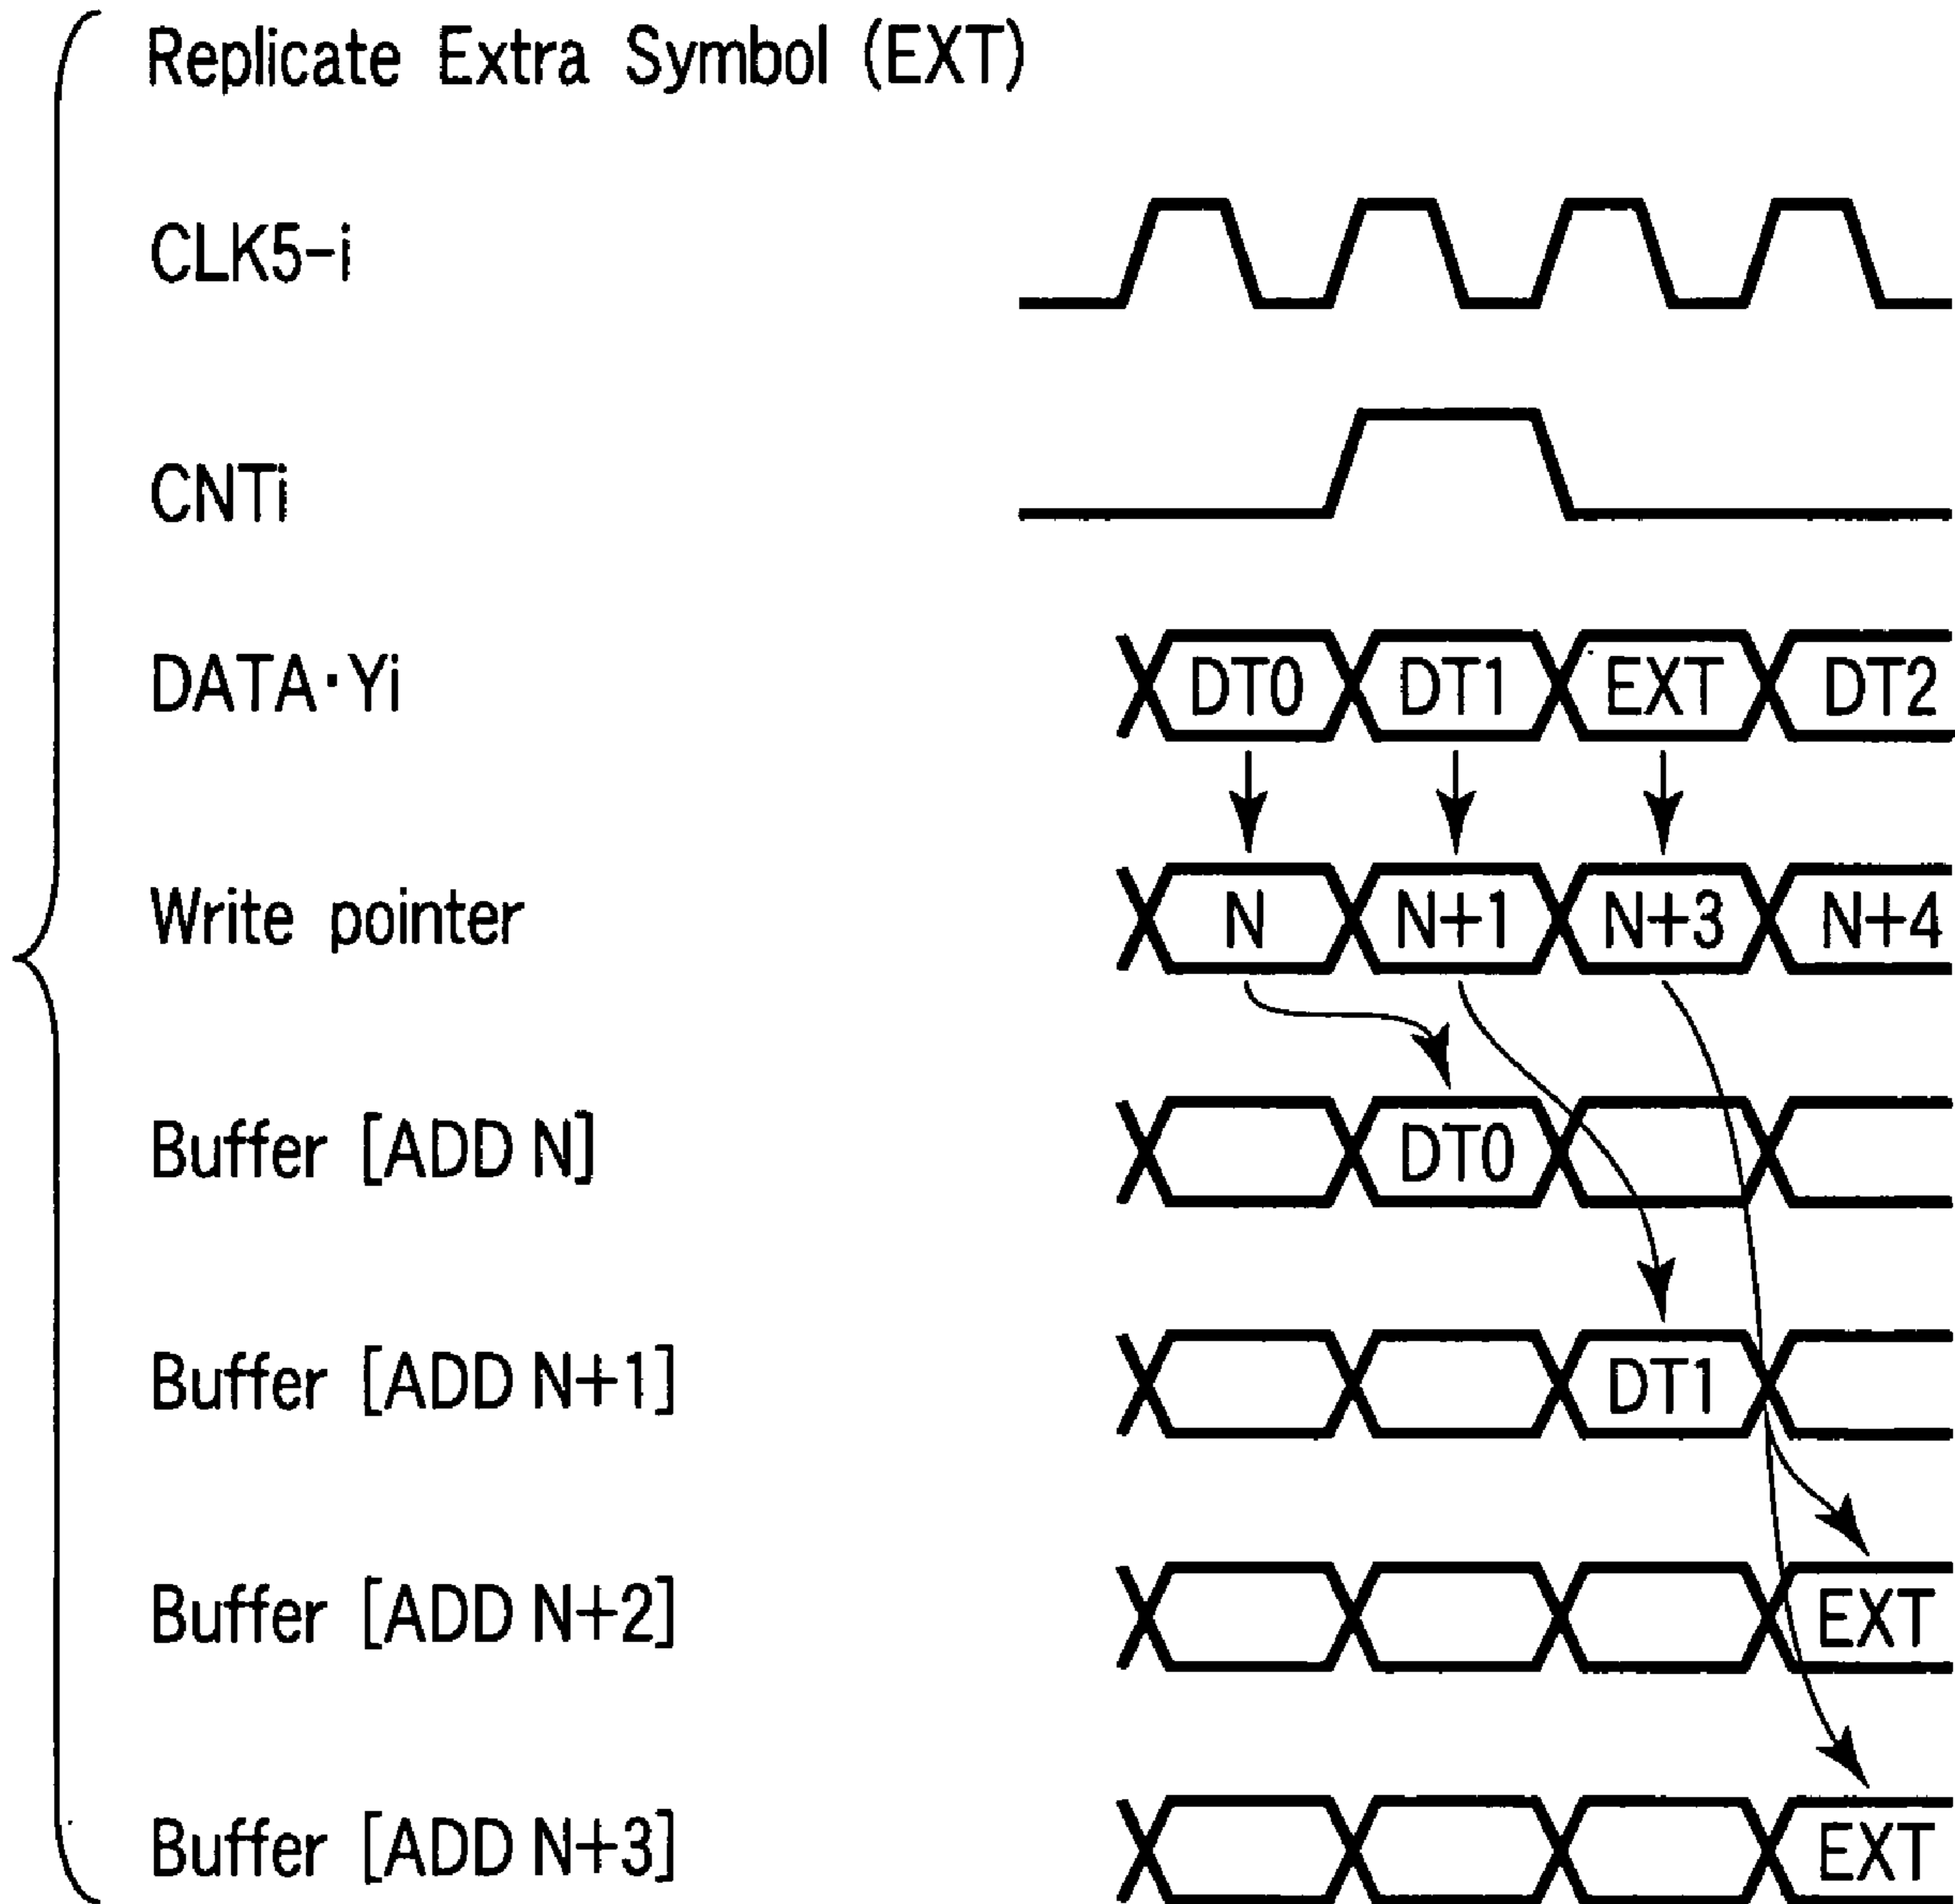 Replicate Extra Symbol (EXT)
CLK5-i
CNTi
DATA·Yi DT0 DT1 EXT DT2
Write pointer N N+1 N+3 N+4
Buffer [ADD N] DT0
Buffer [ADD N+1] DT1
Buffer [ADD N+2] EXT
Buffer [ADD N+3] EXT